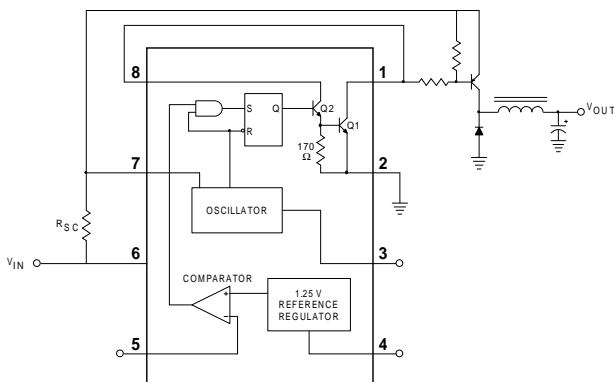 8
1
S
Q
R
Q2
Q1
170
Ω
7
2
OSCILLATOR
RSC
VIN
6
3
COMPARATOR
+
-
1.25 V
REFERENCE
REGULATOR
5
4
+
VOUT